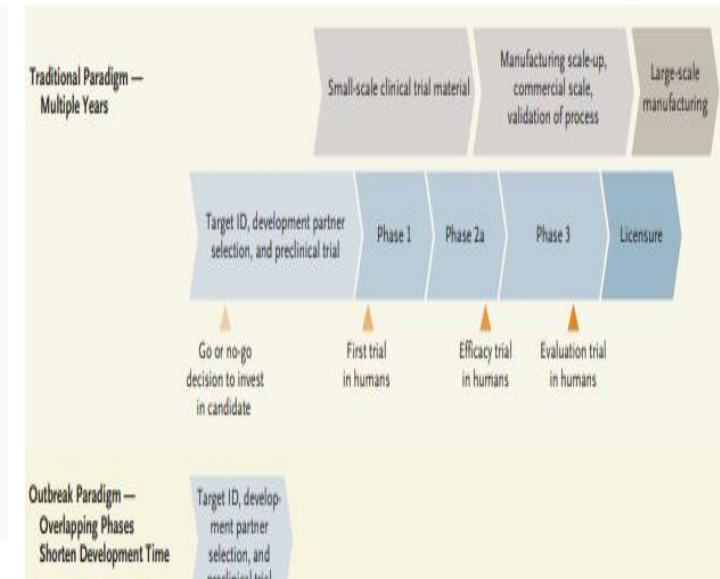 Traditional Paradigm —
Multiple Years
Small-scale clinical trial material
Manufacturing scale-up,
commercial scale,
validation of process
Large-scale
manufacturing
Target ID, development partner
selection, and preclinical trial
Phase 1
Phase 2a
Phase 3
Licensure
Go or no-go
decision to invest
in candidate
First trial
in humans
Efficacy trial
in humans
Evaluation trial
in humans
Outbreak Paradigm —
Overlapping Phases
Shorten Development Time
Target ID, develop-
ment partner
selection, and
preclinical trial